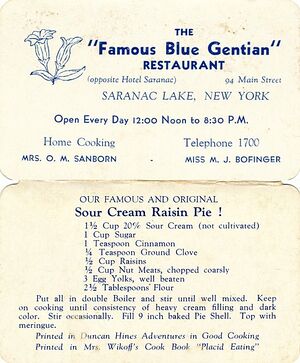 THE
"Famous Blue Gentian"
RESTAURANT
(opposite Hotel Saranac) 94 Main Street
SARANAC LAKE, NEW YORK
Open Every Day 12:00 Noon to 8:30 P.M.
Home Cooking Telephone 1700
MRS. O. M. SANBORN - MISS M. J. BOFINGER
OUR FAMOUS AND ORIGINAL
Sour Cream Raisin Pie !
1½ Cup 20% Sour Cream (not cultivated)
1 Cup Sugar
1 Teaspoon Cinnamon
¼ Teaspoon Ground Clove
½ Cup Raisins
½ Cup Nut Meats, chopped coarsly
3 Egg Yolks, well beaten
2½ Tablespoons Flour
Put all in double Boiler and stir until well mixed. Keep
on cooking until consistency of heavy cream filling and dark
color. Stir occasionally. Fill 9 inch baked Pie Shell. Top with
meringue.
Printed in Duncan Hines Adventures in Good Cooking
Printed in Mrs. Wikoff's Cook Book "Placid Eating"